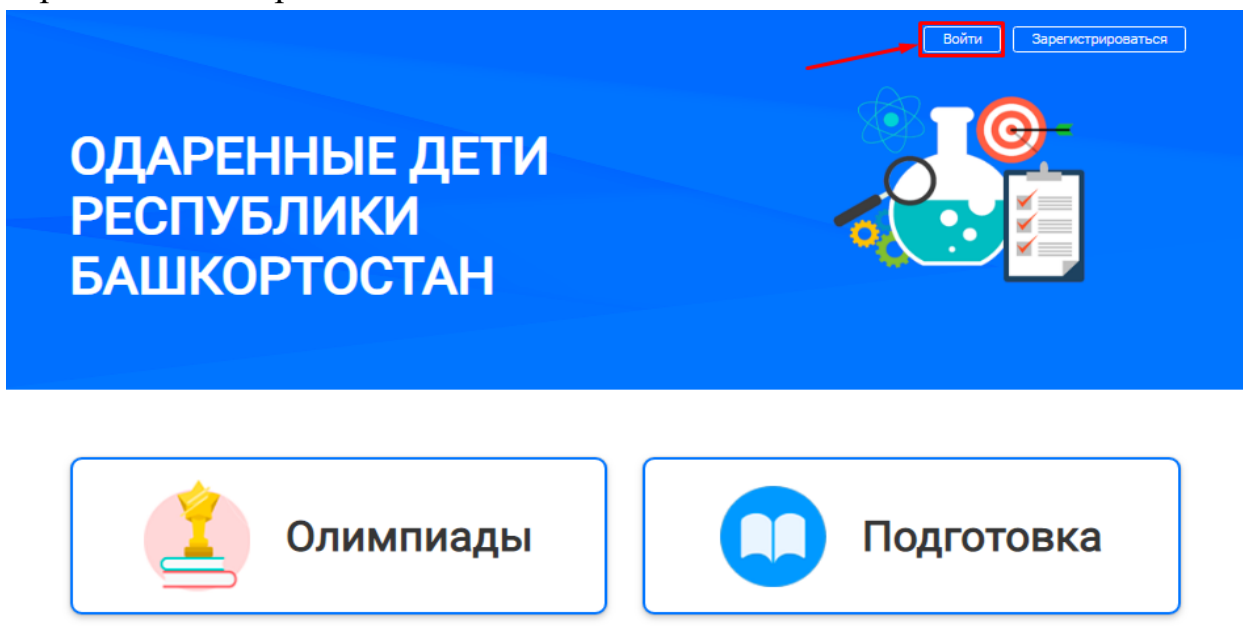 Войти
Зарегистрироваться
ОДАРЕННЫЕ ДЕТИ
РЕСПУБЛИКИ
БАШКОРТОСТАН
Олимпиады
Подготовка